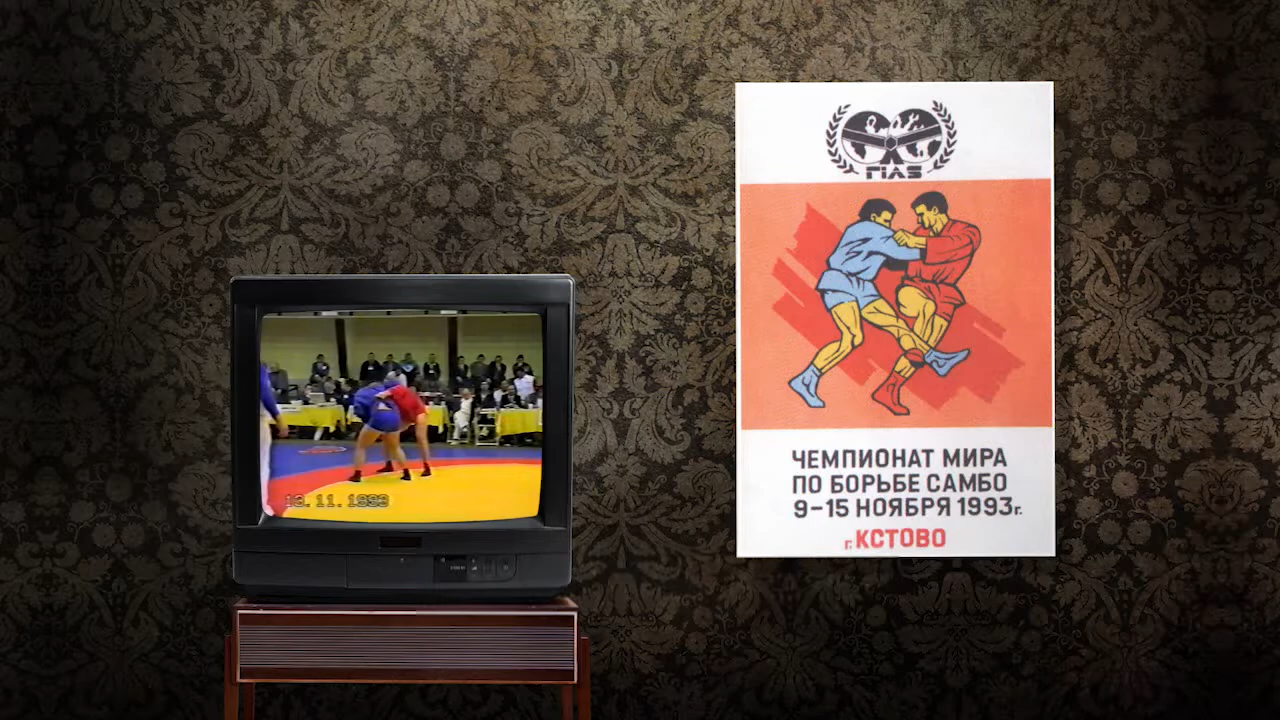 13.11.1993
FIAS
ЧЕМПИОНАТ МИРА
ПО БОРЬБЕ САМБО
9-15 НОЯБРЯ 1993г.
г. КСТОВО